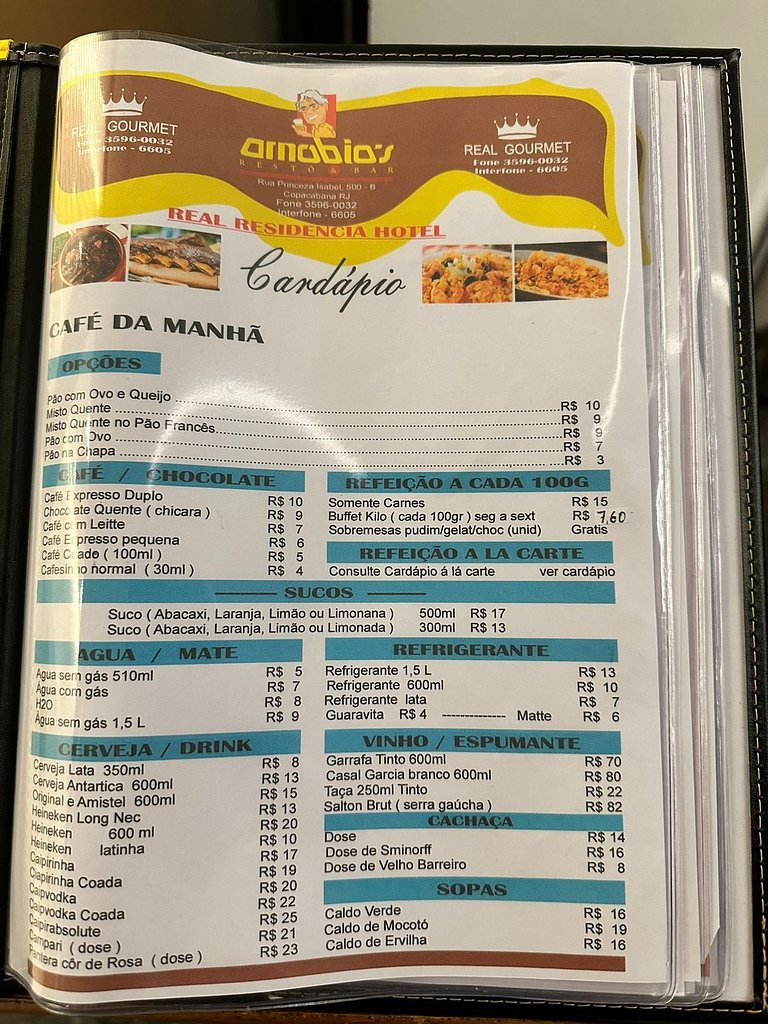 REAL GOURMET
Fone 3596-0032
Interfone - 6605
arnobio's
RESTÔ & BAR
Rua Princeza Isabel, 500 - B
Copacabana RJ
Fone 3596-0032
Interfone - 6605
REAL GOURMET
Fone 3596-0032
Interfone - 6605
REAL RESIDENCIA HOTEL
Cardápio
CAFÉ DA MANHÃ
OPÇÕES
Pão com Ovo e Queijo R$ 10
Misto Quente R$ 9
Misto Quente no Pão Francês R$ 9
Pão com Ovo R$ 7
Pão na Chapa R$ 3
CAFÉ / CHOCOLATE
Café Expresso Duplo R$ 10
Chocolate Quente ( chicara ) R$ 9
Café com Leitte R$ 7
Café Expresso pequena R$ 6
Café Coado ( 100ml ) R$ 5
Cafesinho normal ( 30ml ) R$ 4
REFEIÇÃO A CADA 100G
Somente Carnes R$ 15
Buffet Kilo ( cada 100gr ) seg a sext R$ 7,60
Sobremesas pudim/gelat/choc (unid) Gratis
REFEIÇÃO A LA CARTE
Consulte Cardápio á lá carte ver cardápio
SUCOS
Suco ( Abacaxi, Laranja, Limão ou Limonana ) 500ml R$ 17
Suco ( Abacaxi, Laranja, Limão ou Limonada ) 300ml R$ 13
AGUA / MATE
Agua sem gás 510ml R$ 5
Água com gás R$ 7
H2O R$ 8
Água sem gás 1,5 L R$ 9
REFRIGERANTE
Refrigerante 1,5 L R$ 13
Refrigerante 600ml R$ 10
Refrigerante lata R$ 7
Guaravita R$ 4 -------------- Matte R$ 6
CERVEJA / DRINK
Cerveja Lata 350ml R$ 8
Cerveja Antartica 600ml R$ 13
Original e Amistel 600ml R$ 15
Heineken Long Nec R$ 13
Heineken 600 ml R$ 20
Heineken latinha R$ 10
Caipirinha R$ 17
Ciapirinha Coada R$ 19
Caipvodka R$ 20
Caipvodka Coada R$ 22
Caipirabsolute R$ 25
Campari ( dose ) R$ 21
Pantera côr de Rosa ( dose ) R$ 23
VINHO / ESPUMANTE
Garrafa Tinto 600ml R$ 70
Casal Garcia branco 600ml R$ 80
Taça 250ml Tinto R$ 22
Salton Brut ( serra gaúcha ) R$ 82
CACHAÇA
Dose R$ 14
Dose de Sminorff R$ 16
Dose de Velho Barreiro R$ 8
SOPAS
Caldo Verde R$ 16
Caldo de Mocotó R$ 19
Caldo de Ervilha R$ 16